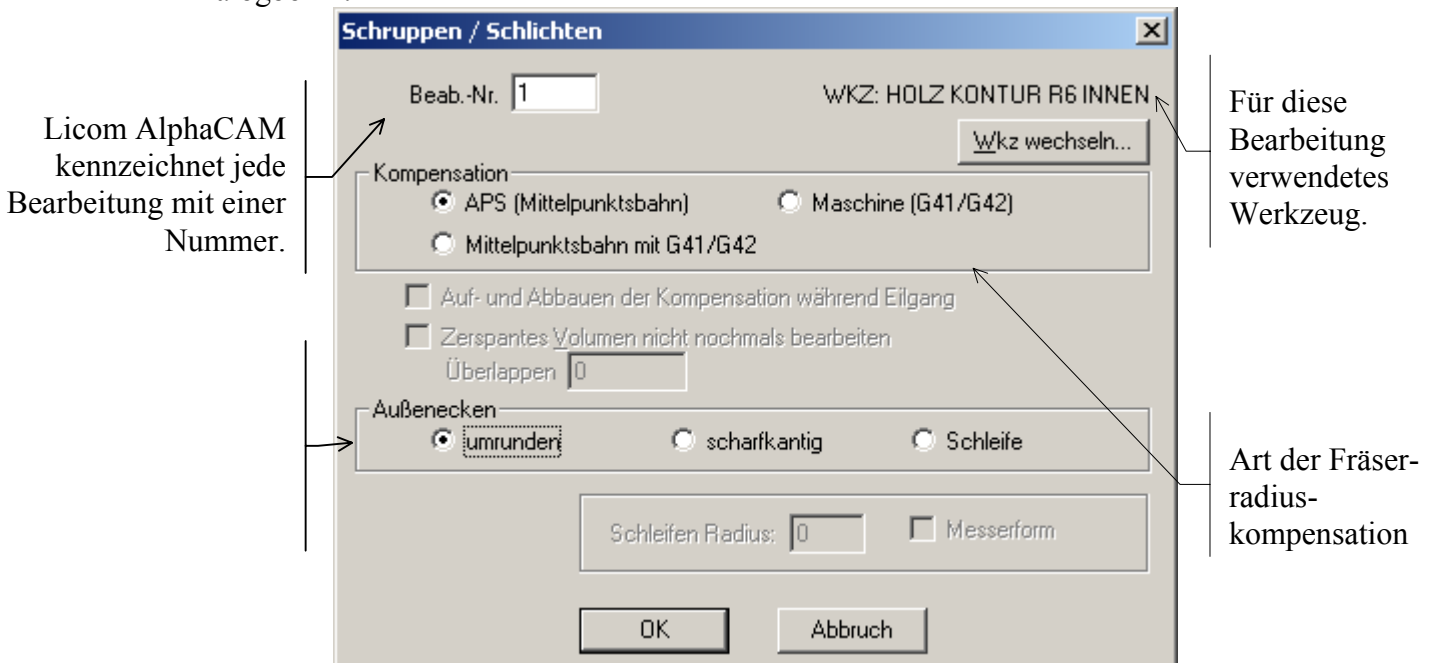 Schruppen / Schlichten
Beab.-Nr. 1
WKZ: HOLZ KONTUR R6 INNEN
Wkz wechseln...
Licom AlphaCAM
kennzeichnet jede
Bearbeitung mit einer
Nummer.
Für diese
Bearbeitung
verwendetes
Werkzeug.
Kompensation
APS (Mittelpunktsbahn) Maschine (G41/G42)
Mittelpunktsbahn mit G41/G42
Auf- und Abbauen der Kompensation während Eilgang
Zerspantes Volumen nicht nochmals bearbeiten
Überlappen 0
Außenecken
umrunden scharfkantig Schleife
Art der Fräser-
radius-
kompensation
Schleifen Radius: 0 Messerform
OK Abbruch